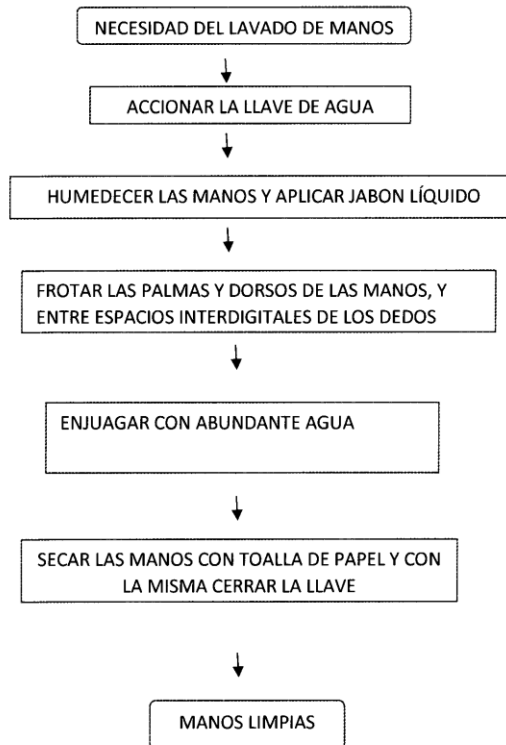 NECESIDAD DEL LAVADO DE MANOS
ACCIONAR LA LLAVE DE AGUA
HUMEDECER LAS MANOS Y APLICAR JABON LÍQUIDO
FROTAR LAS PALMAS Y DORSOS DE LAS MANOS, Y
ENTRE ESPACIOS INTERDIGITALES DE LOS DEDOS
ENJUAGAR CON ABUNDANTE AGUA
SECAR LAS MANOS CON TOALLA DE PAPEL Y CON
LA MISMA CERRAR LA LLAVE
MANOS LIMPIAS